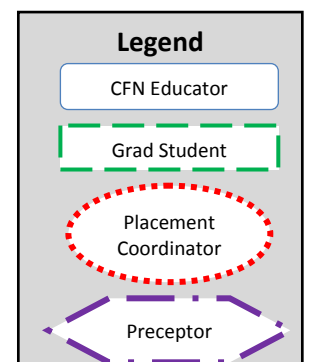 Legend
CFN Educator
Grad Student
Placement
Coordinator
Preceptor